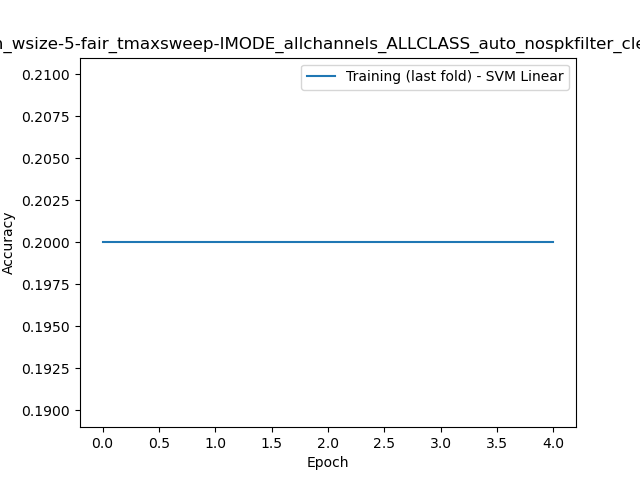 _wsize-5-fair_tmaxsweep-IMODE_allchannels_ALLCLASS_auto_nospkfilter_cle
Training (last fold) - SVM Linear
0.2100
0.2075
0.2050
0.2025
0.2000
0.1975
0.1950
0.1925
0.1900
Accuracy
0.0 0.5 1.0 1.5 2.0 2.5 3.0 3.5 4.0
Epoch